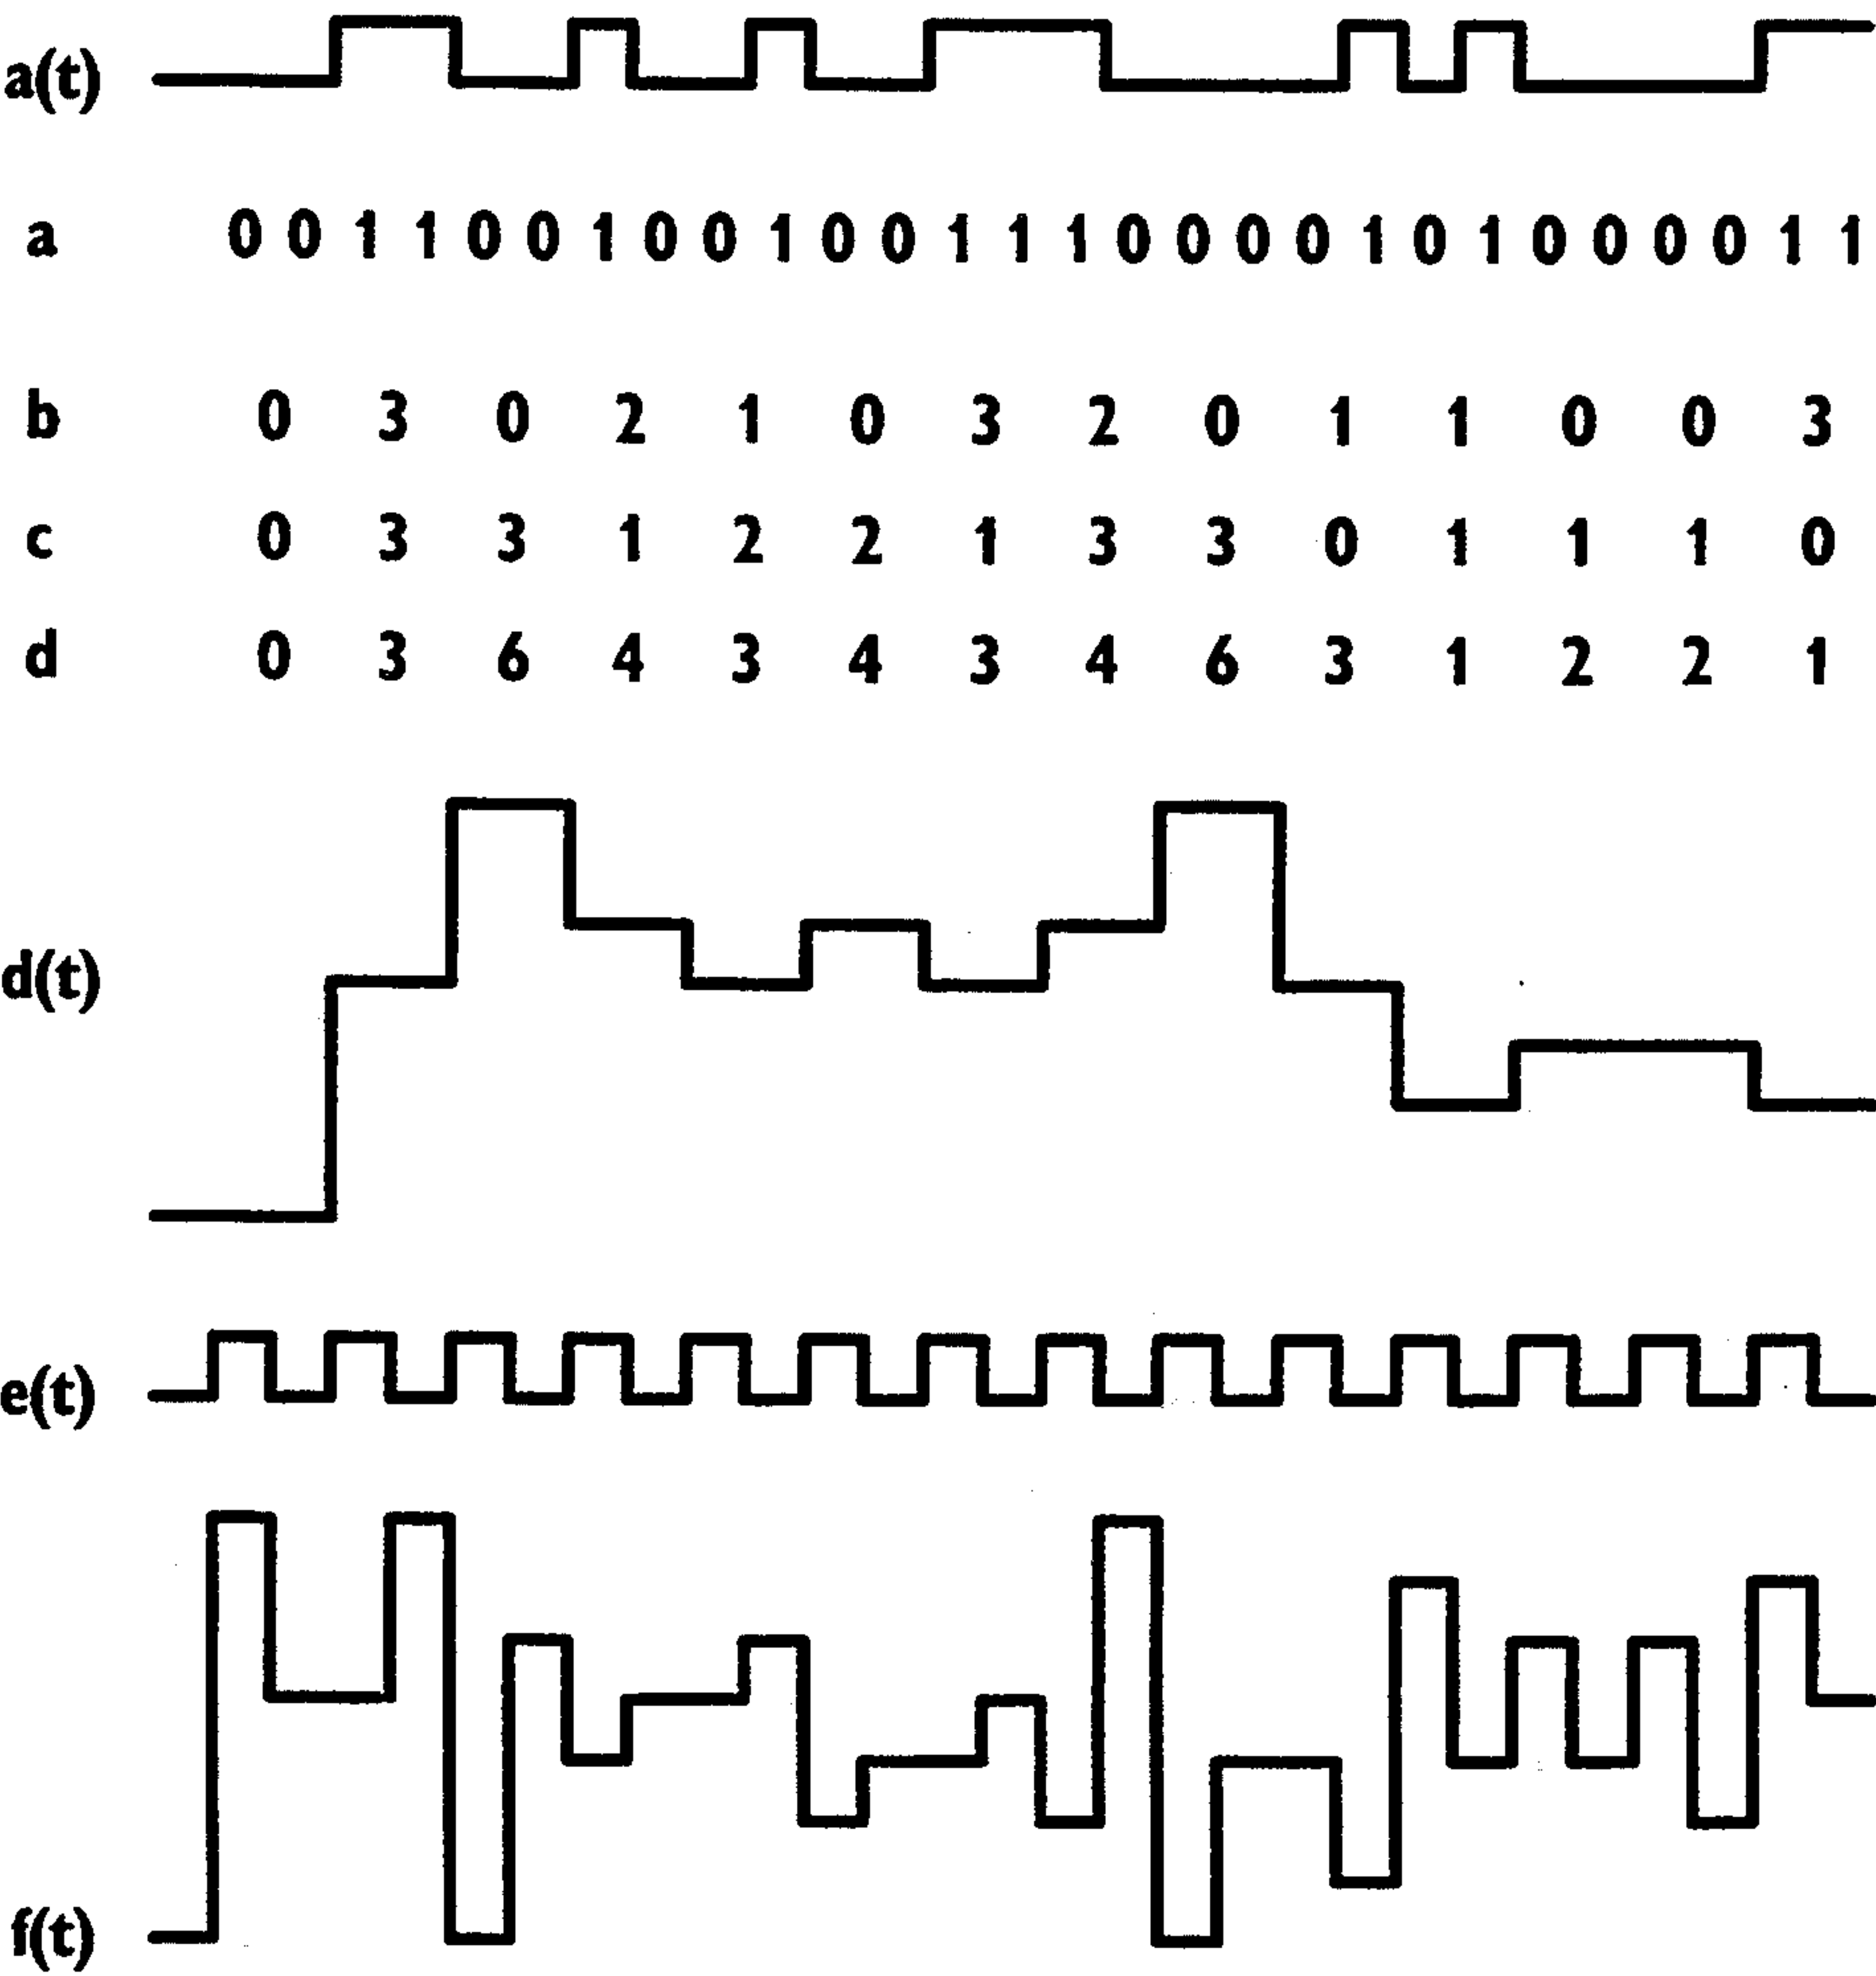 a(t)
a 0 0 1 1 0 0 1 0 0 1 0 0 1 1 1 0 0 0 0 1 0 1 0 0 0 0 1 1
b 0 3 0 2 1 0 3 2 0 1 1 0 0 3
c 0 3 3 1 2 2 1 3 3 0 1 1 1 0
d 0 3 6 4 3 4 3 4 6 3 1 2 2 1
d(t)
e(t)
f(t)